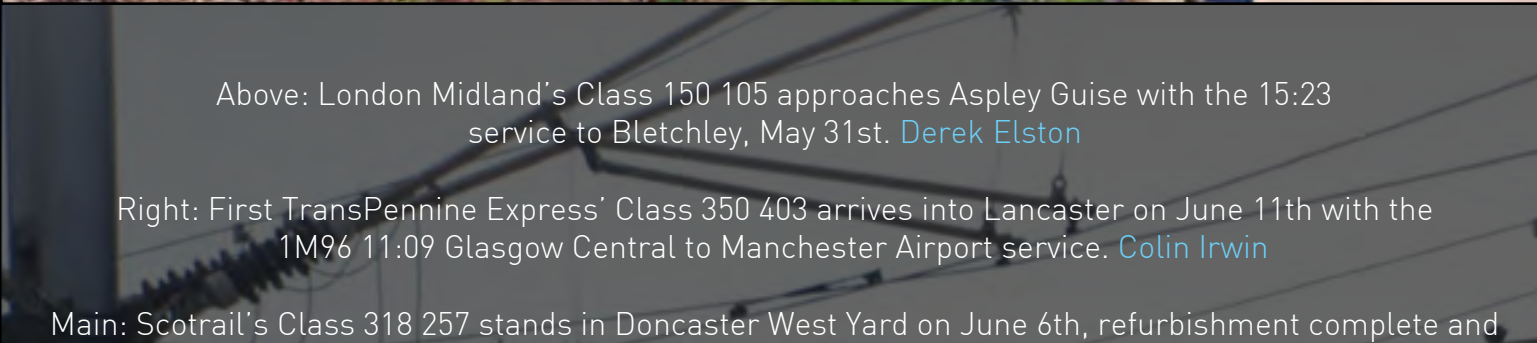 Above: London Midland's Class 150 105 approaches Aspley Guise with the 15:23
service to Bletchley, May 31st. Derek Elston
Right: First TransPennine Express' Class 350 403 arrives into Lancaster on June 11th with the
1M96 11:09 Glasgow Central to Manchester Airport service. Colin Irwin
Main: Scotrail's Class 318 257 stands in Doncaster West Yard on June 6th, refurbishment complete and